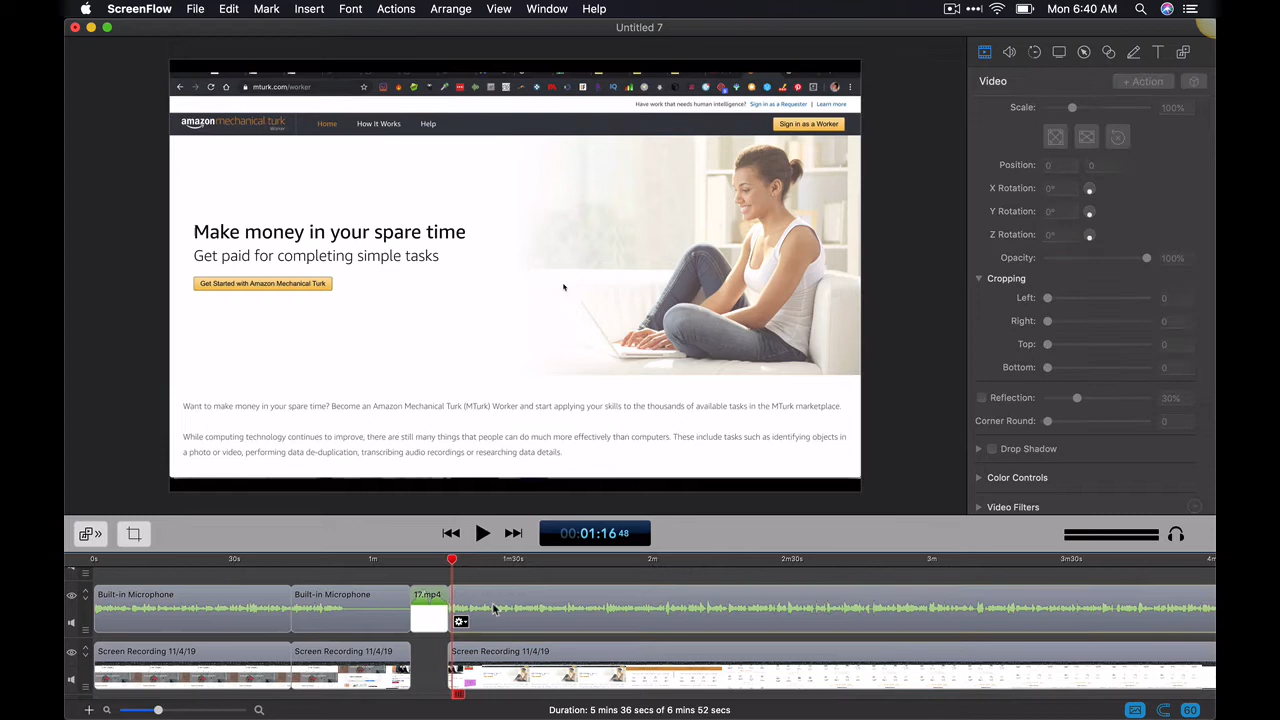 ScreenFlow File Edit Mark Insert Font Actions Arrange View Window Help Mon 6:40 AM
Untitled 7
mturk.com/worker
Have work that needs human intelligence? Sign in as a Requester | Learn more
amazon mechanical turk
Worker
Home How It Works Help Sign in as a Worker
Make money in your spare time
Get paid for completing simple tasks
Get Started with Amazon Mechanical Turk
Want to make money in your spare time? Become an Amazon Mechanical Turk (MTurk) Worker and start applying your skills to the thousands of available tasks in the MTurk marketplace.
While computing technology continues to improve, there are still many things that people can do much more effectively than computers. These include tasks such as identifying objects in
a photo or video, performing data de-duplication, transcribing audio recordings or researching data details.
Video + Action
Scale: 100%
Position: 0 0
X Rotation: 0°
Y Rotation: 0°
Z Rotation: 0°
Opacity: 100%
Cropping
Left: 0
Right: 0
Top: 0
Bottom: 0
Reflection: 30%
Corner Round: 0
Drop Shadow
Color Controls
Video Filters
00:01:16 48
0s 30s 1m 1m30s 2m 2m30s 3m 3m30s 4m
Built-in Microphone Built-in Microphone 17.mp4
Screen Recording 11/4/19 Screen Recording 11/4/19 Screen Recording 11/4/19
Duration: 5 mins 36 secs of 6 mins 52 secs 60